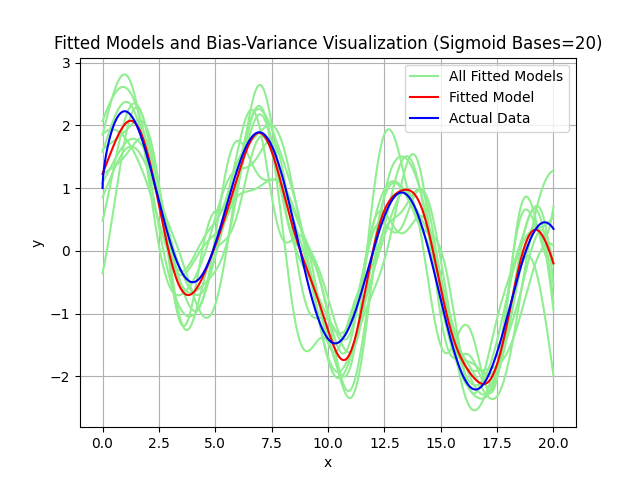 Fitted Models and Bias-Variance Visualization (Sigmoid Bases=20)
All Fitted Models
Fitted Model
Actual Data
y
3
2
1
0
−1
−2
0.0 2.5 5.0 7.5 10.0 12.5 15.0 17.5 20.0
x